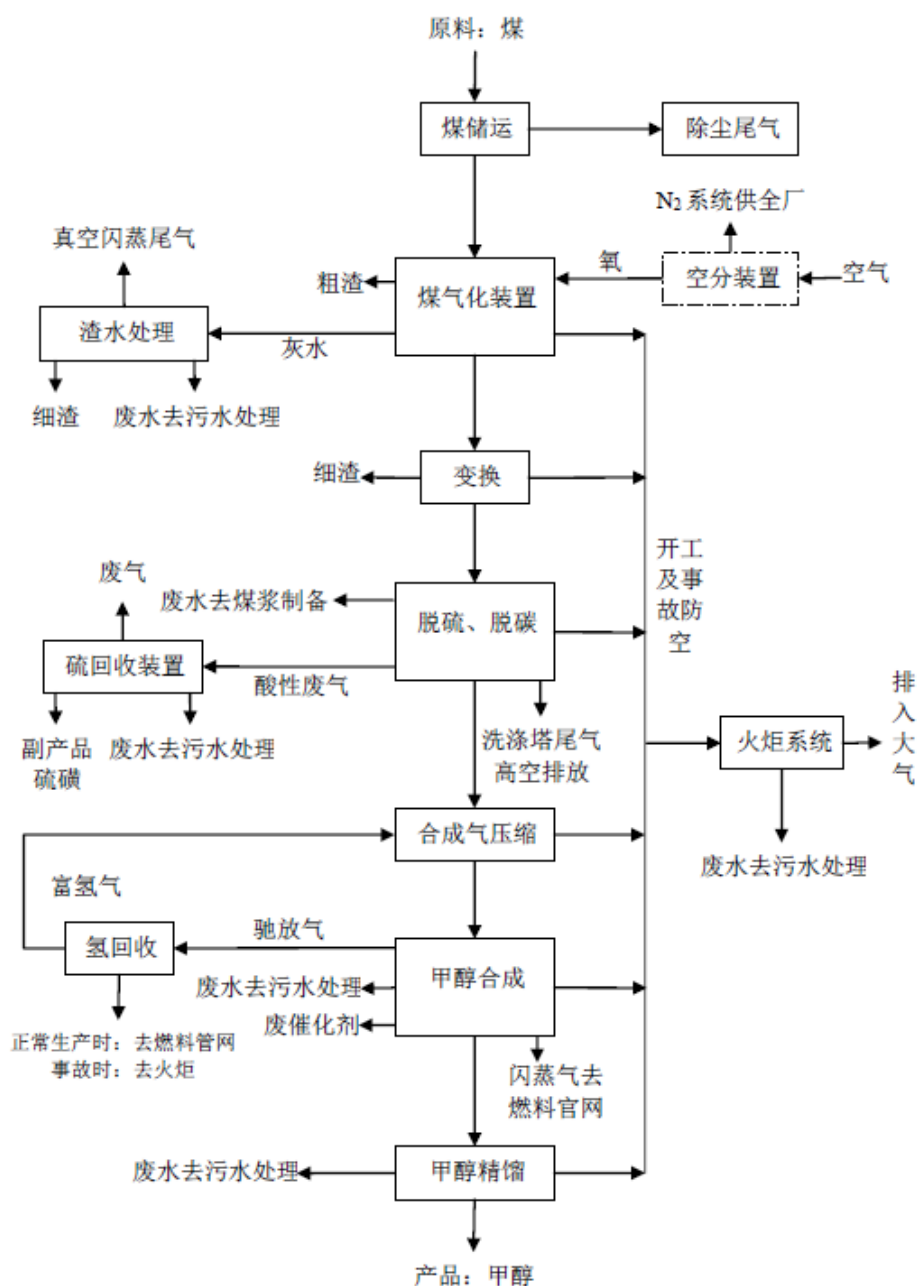 原料：煤
煤储运
除尘尾气
N2 系统供全厂
真空闪蒸尾气
氧
空分装置
空气
粗渣
煤气化装置
渣水处理
灰水
细渣
废水去污水处理
细渣
变换
开工
及事
故防
空
废气
废水去煤浆制备
脱硫、脱碳
硫回收装置
酸性废气
排
入
大
气
副产品
硫磺
废水去污水处理
洗涤塔尾气
高空排放
火炬系统
合成气压缩
废水去污水处理
富氢气
驰放气
氢回收
甲醇合成
废水去污水处理
废催化剂
正常生产时：去燃料管网
事故时：去火炬
闪蒸气去
燃料官网
废水去污水处理
甲醇精馏
产品：甲醇